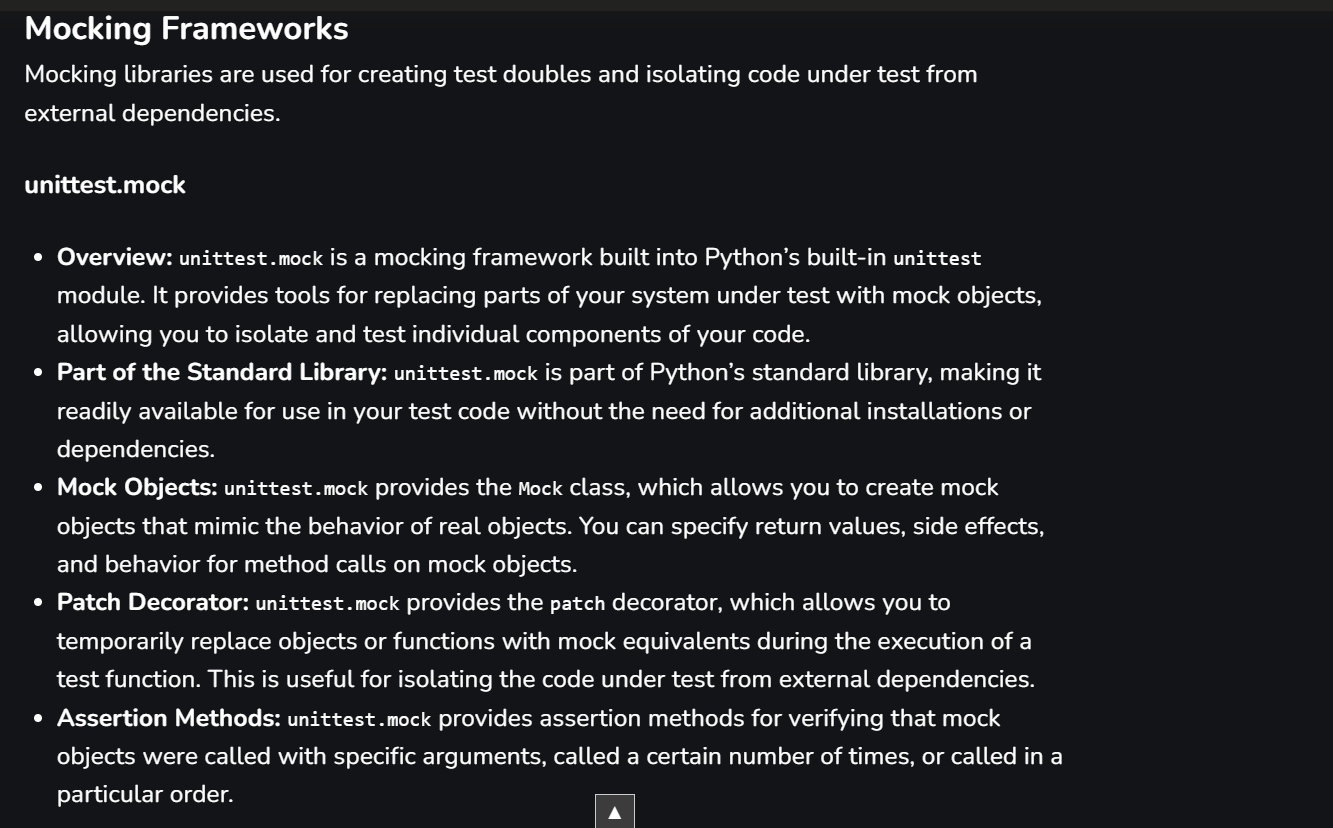 Mocking Frameworks
Mocking libraries are used for creating test doubles and isolating code under test from
external dependencies.
unittest.mock
• Overview: unittest.mock is a mocking framework built into Python’s built-in unittest
module. It provides tools for replacing parts of your system under test with mock objects,
allowing you to isolate and test individual components of your code.
• Part of the Standard Library: unittest.mock is part of Python’s standard library, making it
readily available for use in your test code without the need for additional installations or
dependencies.
• Mock Objects: unittest.mock provides the Mock class, which allows you to create mock
objects that mimic the behavior of real objects. You can specify return values, side effects,
and behavior for method calls on mock objects.
• Patch Decorator: unittest.mock provides the patch decorator, which allows you to
temporarily replace objects or functions with mock equivalents during the execution of a
test function. This is useful for isolating the code under test from external dependencies.
• Assertion Methods: unittest.mock provides assertion methods for verifying that mock
objects were called with specific arguments, called a certain number of times, or called in a
particular order.
▲